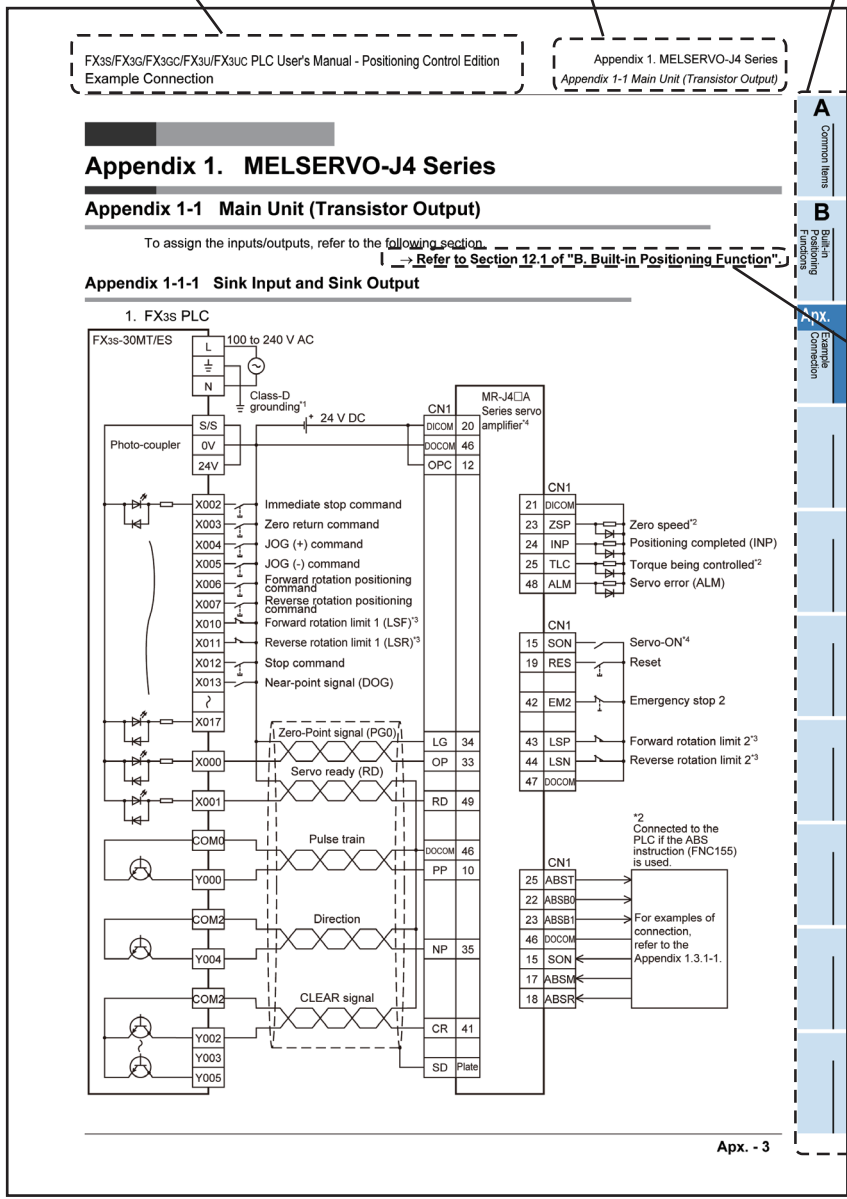 FX3S/FX3G/FX3GC/FX3U/FX3UC PLC User's Manual - Positioning Control Edition
Example Connection
Appendix 1. MELSERVO-J4 Series
Appendix 1-1 Main Unit (Transistor Output)
A
Common Items
B
Built-in
Positioning
Functions
Apx.
Example
Connection
Appendix 1. MELSERVO-J4 Series
Appendix 1-1 Main Unit (Transistor Output)
To assign the inputs/outputs, refer to the following section.
→ Refer to Section 12.1 of "B. Built-in Positioning Function".
Appendix 1-1-1 Sink Input and Sink Output
1. FX3S PLC
FX3S-30MT/ES
L
N
100 to 240 V AC
Class-D
grounding*1
S/S
0V
24V
Photo-coupler
+ 24 V DC
X002 Immediate stop command
X003 Zero return command
X004 JOG (+) command
X005 JOG (-) command
X006 Forward rotation positioning
command
X007 Reverse rotation positioning
command
X010 Forward rotation limit 1 (LSF)*3
X011 Reverse rotation limit 1 (LSR)*3
X012 Stop command
X013 Near-point signal (DOG)
X017
X000
X001
COM0
Y000
COM2
Y004
COM2
Y002
Y003
Y005
Zero-Point signal (PG0)
Servo ready (RD)
Pulse train
Direction
CLEAR signal
CN1
DICOM 20
DOCOM 46
OPC 12
LG 34
OP 33
RD 49
DOCOM 46
PP 10
NP 35
CR 41
SD Plate
MR-J4□A
Series servo
amplifier*4
CN1
21 DICOM
23 ZSP Zero speed*2
24 INP Positioning completed (INP)
25 TLC Torque being controlled*2
48 ALM Servo error (ALM)
CN1
15 SON Servo-ON*4
19 RES Reset
42 EM2 Emergency stop 2
43 LSP Forward rotation limit 2*3
44 LSN Reverse rotation limit 2*3
47 DOCOM
*2
Connected to the
PLC if the ABS
instruction (FNC155)
is used.
CN1
25 ABST
22 ABSB0
23 ABSB1
46 DOCOM
15 SON
17 ABSM
18 ABSR
For examples of
connection,
refer to the
Appendix 1.3.1-1.
Apx. - 3